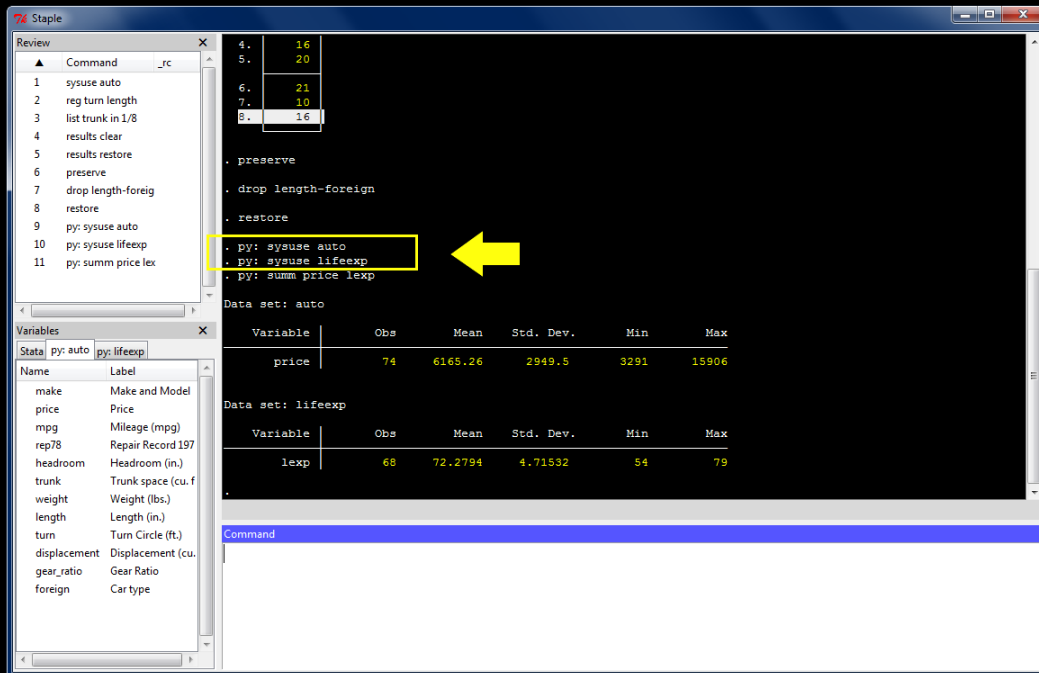 Staple
Review
Command _rc
1 sysuse auto
2 reg turn length
3 list trunk in 1/8
4 results clear
5 results restore
6 preserve
7 drop length-foreig
8 restore
9 py: sysuse auto
10 py: sysuse lifeexp
11 py: summ price lex
Variables
Stata py: auto py: lifeexp
Name Label
make Make and Model
price Price
mpg Mileage (mpg)
rep78 Repair Record 197
headroom Headroom (in.)
trunk Trunk space (cu. f
weight Weight (lbs.)
length Length (in.)
turn Turn Circle (ft.)
displacement Displacement (cu.
gear_ratio Gear Ratio
foreign Car type
4. 16
5. 20
6. 21
7. 10
8. 16
. preserve
. drop length-foreign
. restore
. py: sysuse auto
. py: sysuse lifeexp
. py: summ price lexp
Data set: auto
Variable Obs Mean Std. Dev. Min Max
price 74 6165.26 2949.5 3291 15906
Data set: lifeexp
Variable Obs Mean Std. Dev. Min Max
lexp 68 72.2794 4.71532 54 79
.
Command